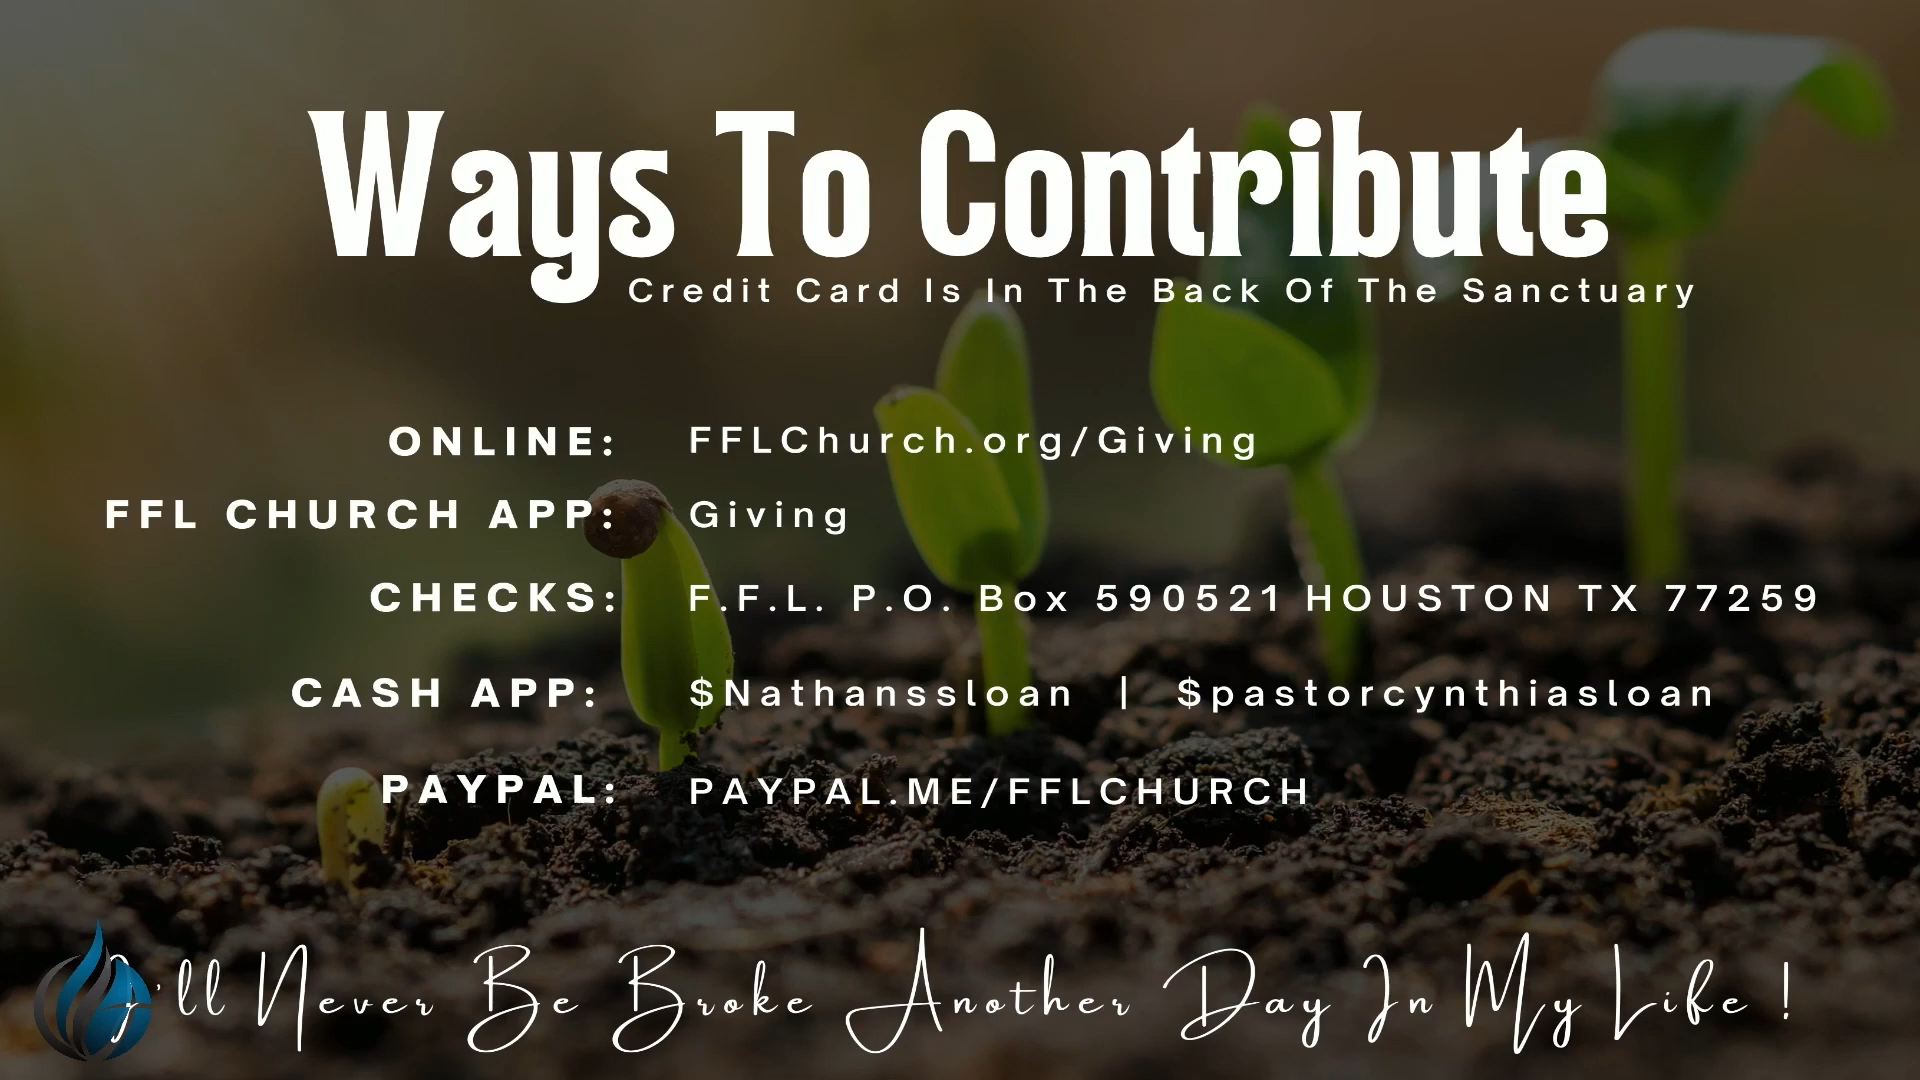 Ways To Contribute
Credit Card Is In The Back Of The Sanctuary
ONLINE: FFLChurch.org/Giving
FFL CHURCH APP: Giving
CHECKS: F.F.L. P.O. Box 590521 HOUSTON TX 77259
CASH APP: $Nathanssloan | $pastorcynthiasloan
PAYPAL: PAYPAL.ME/FFLCHURCH
I'll Never Be Broke Another Day In My Life !